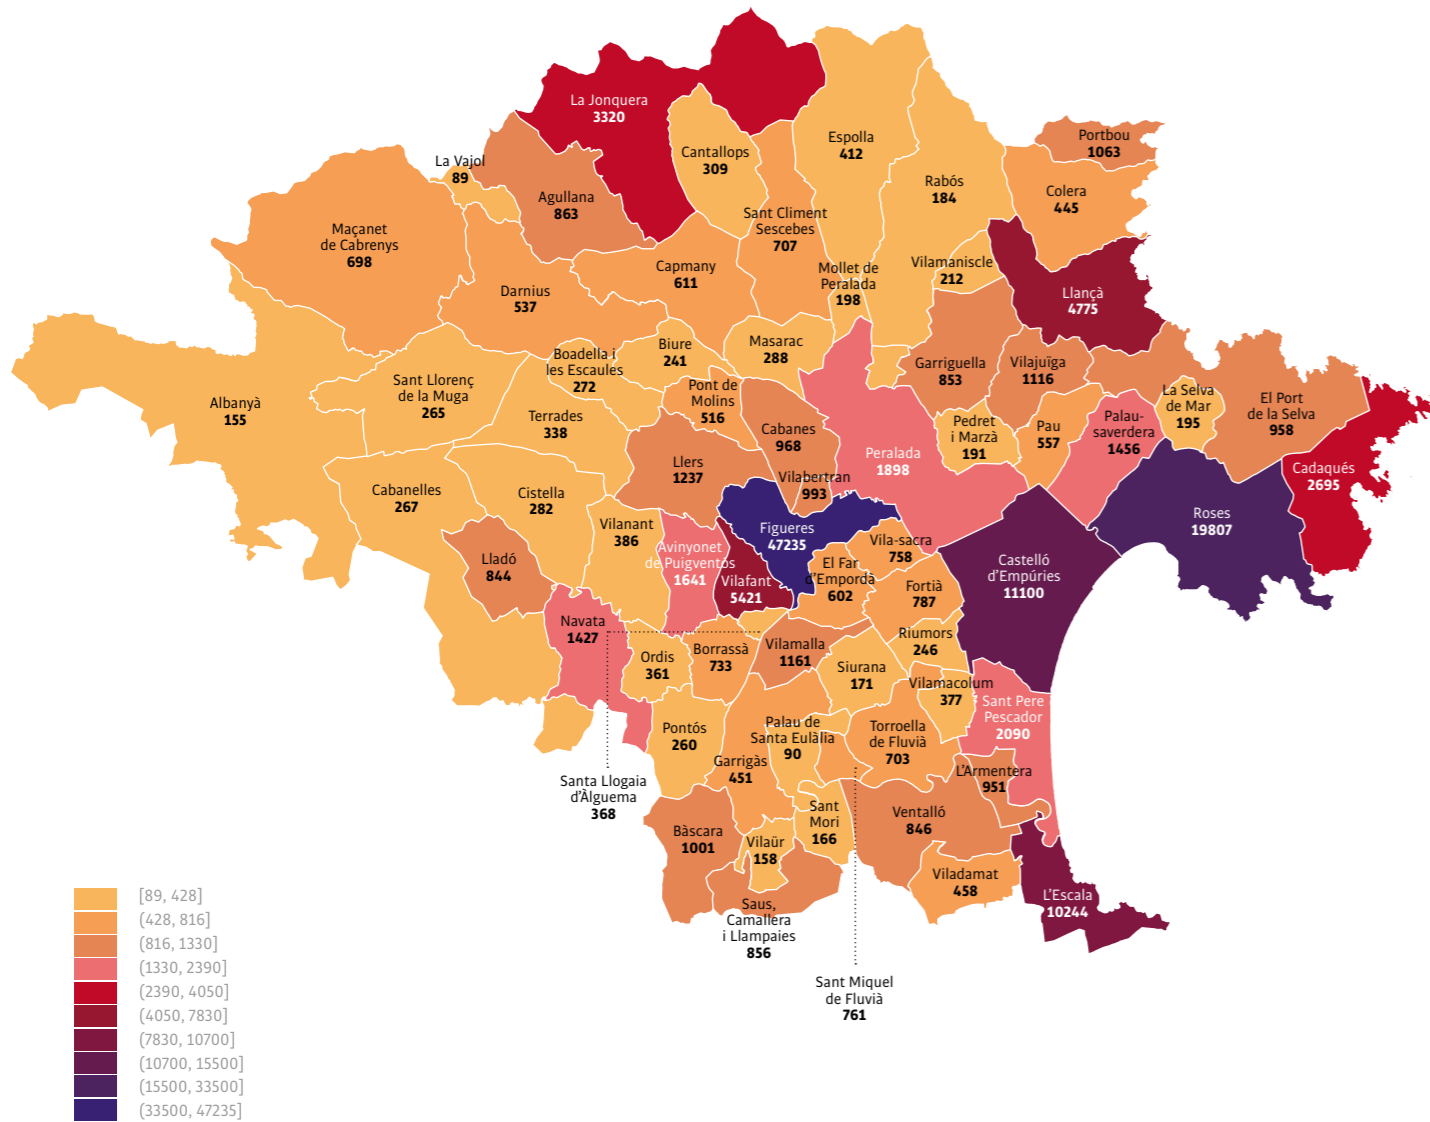 La Jonquera
3320
Portbou
1063
Espolla
412
Cantallops
309
La Vajol
89
Rabós
184
Colera
445
Agullana
863
Sant Climent
Sescebes
707
Maçanet
de Cabrenys
698
Capmany
611
Mollet de
Peralada
198
Vilamaniscle
212
Darnius
537
Llançà
4775
Masarac
288
Biure
241
Boadella i
les Escaules
272
Garriguella
853
Vilajuïga
1116
Sant Llorenç
de la Muga
265
Pont de
Molins
516
La Selva
de Mar
195
El Port
de la Selva
958
Albanyà
155
Terrades
338
Cabanes
968
Pedret
i Marzà
191
Pau
557
Palau-
saverdera
1456
Peralada
1898
Llers
1237
Vilabertran
993
Cadaqués
2695
Cabanelles
267
Cistella
282
Vilanant
386
Figueres
47235
Roses
19807
Vila-sacra
758
Avinyonet
de Puigventós
1641
Lladó
844
Vilafant
5421
El Far
d'Empordà
602
Castelló
d'Empúries
11100
Fortià
787
Navata
1427
Riumors
246
Ordis
361
Borrassà
733
Vilamalla
1161
Siurana
171
Vilamacolum
377
Sant Pere
Pescador
2090
Pontós
260
Palau de
Santa Eulàlia
90
Torroella
de Fluvià
703
Garrigàs
451
L'Armentera
951
Santa Llogaia
d'Àlguema
368
Sant
Mori
166
Ventalló
846
Bàscara
1001
Vilaür
158
Viladamat
458
L'Escala
10244
Saus,
Camallera
i Llampaies
856
Sant Miquel
de Fluvià
761
[89, 428]
(428, 816]
(816, 1330]
(1330, 2390]
(2390, 4050]
(4050, 7830]
(7830, 10700]
(10700, 15500]
(15500, 33500]
(33500, 47235]